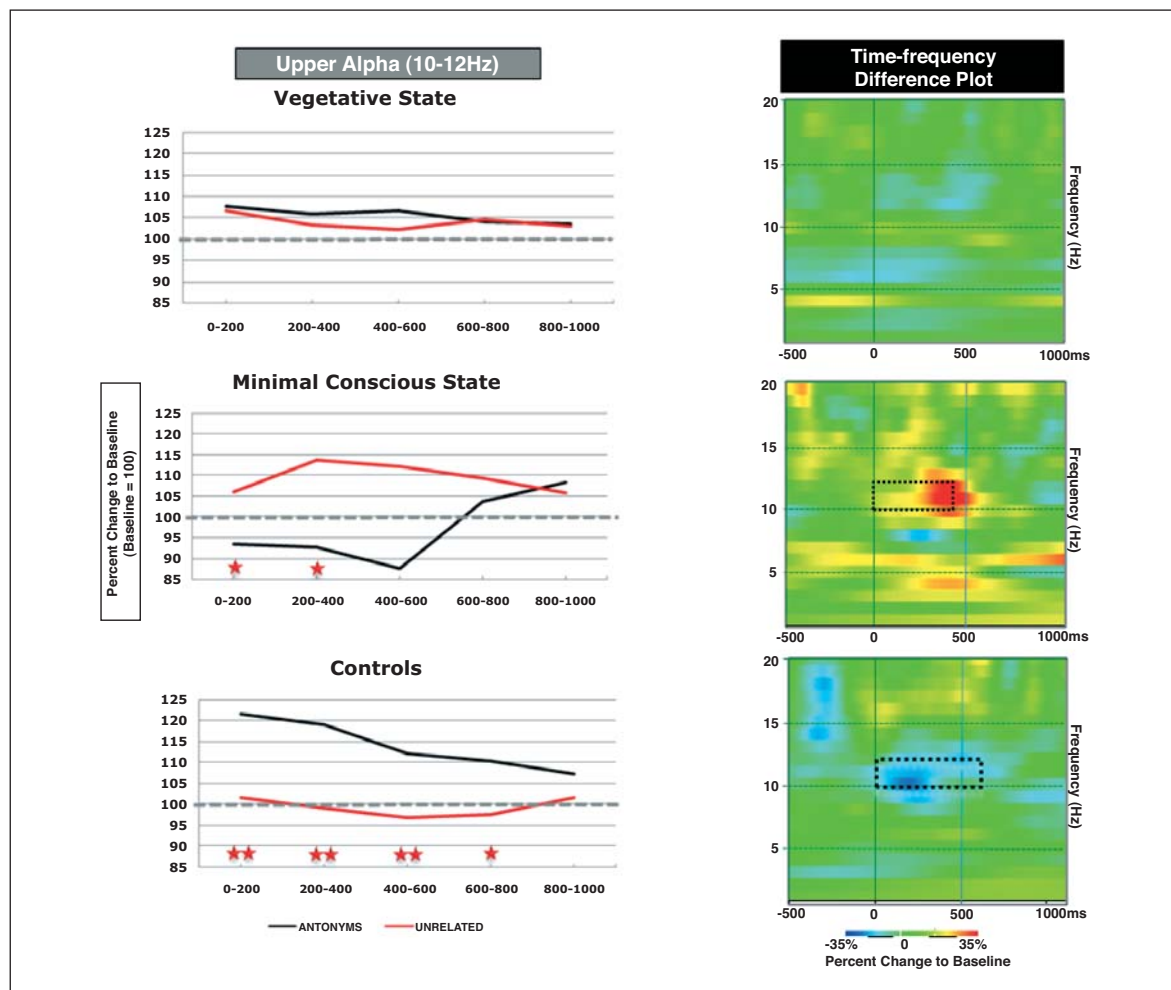 Upper Alpha (10-12Hz)
Vegetative State
125
120
115
110
105
100
95
90
85
0-200 200-400 400-600 600-800 800-1000
Time-frequency
Difference Plot
20
15
10
5
-500 0 500 1000ms
Frequency (Hz)
Percent Change to Baseline
(Baseline = 100)
Minimal Conscious State
125
120
115
110
105
100
95
90
85
0-200 200-400 400-600 600-800 800-1000
20
15
10
5
-500 0 500 1000ms
Frequency (Hz)
Controls
125
120
115
110
105
100
95
90
85
0-200 200-400 400-600 600-800 800-1000
ANTONYMS UNRELATED
20
15
10
5
-500 0 500 1000ms
Frequency (Hz)
-35% 0 35%
Percent Change to Baseline